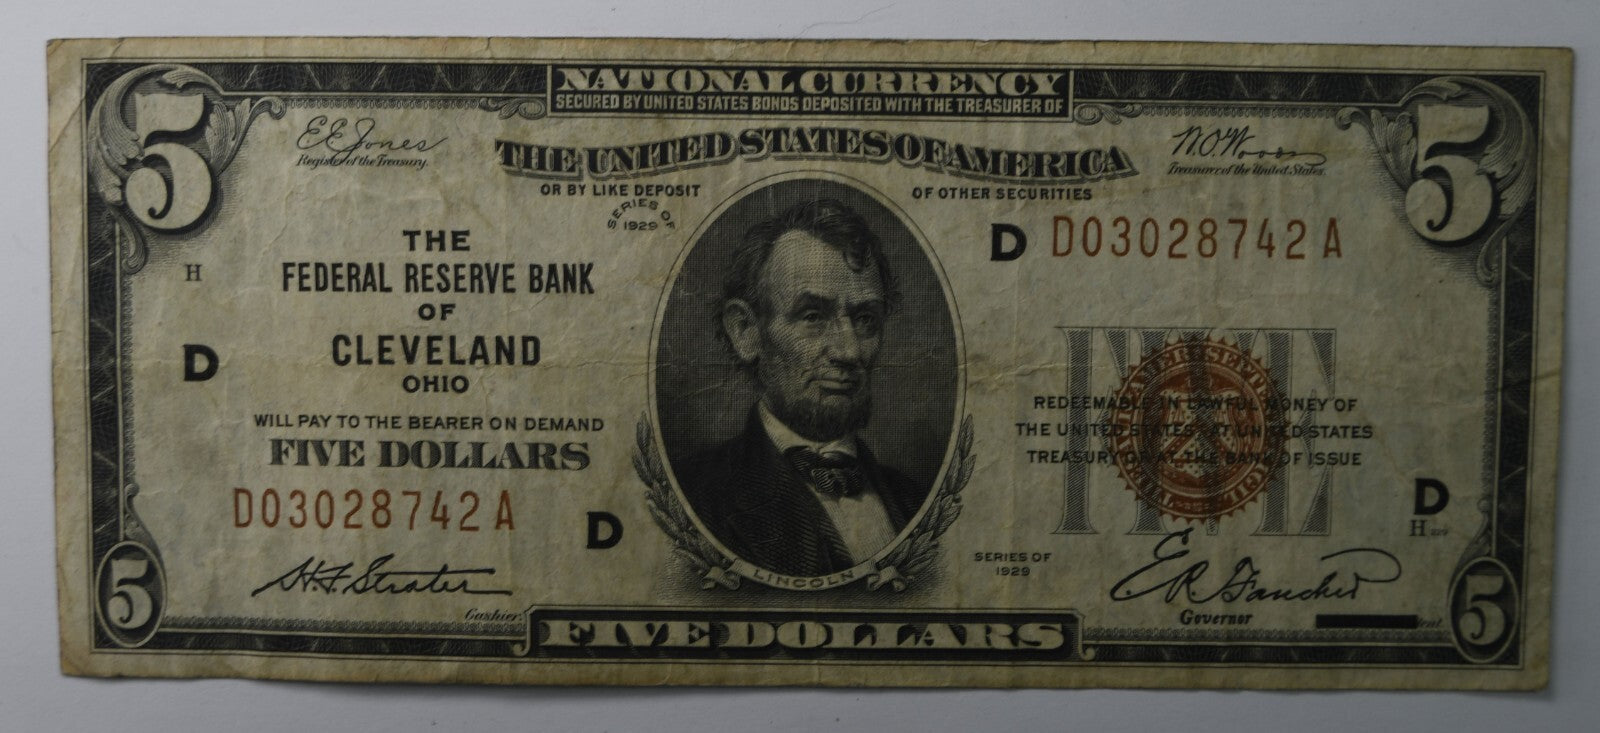 NATIONAL CURRENCY
SECURED BY UNITED STATES BONDS DEPOSITED WITH THE TREASURER OF
5
5
E.E. Jones
Register of the Treasury.
THE UNITED STATES OF AMERICA
W.O. Woods
Treasurer of the United States.
OR BY LIKE DEPOSIT
OF OTHER SECURITIES
SERIES OF
1929
D
D03028742A
THE
FEDERAL RESERVE BANK
OF
CLEVELAND
OHIO
H
D
WILL PAY TO THE BEARER ON DEMAND
FIVE DOLLARS
D03028742A
D
FIVE
REDEEMABLE IN LAWFUL MONEY OF
THE UNITED STATES AT UNITED STATES
TREASURY OR AT THE BANK OF ISSUE
D
H
SERIES OF
1929
LINCOLN
H.F. Strater
Cashier
E.R. Fancher
Governor
5
FIVE DOLLARS
5